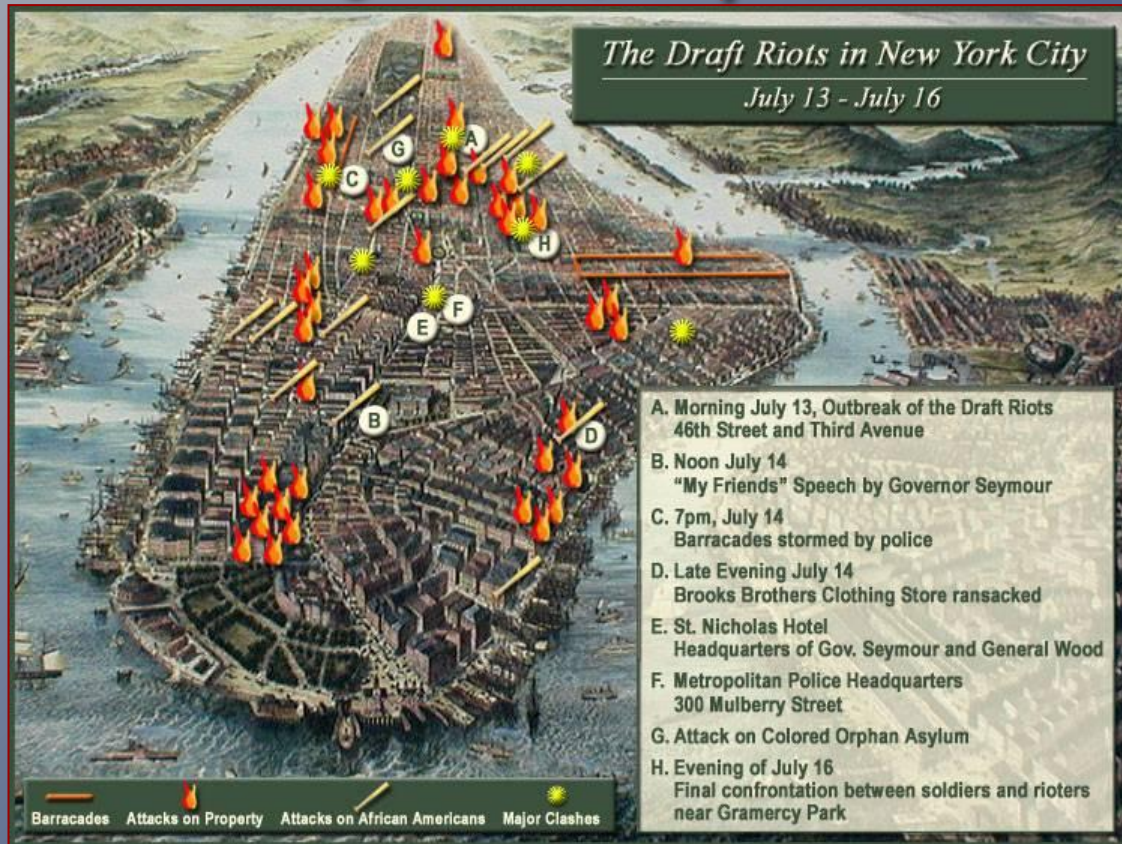 The Draft Riots in New York City
July 13 - July 16
G
A
C
H
F
E
B
D
A. Morning July 13, Outbreak of the Draft Riots
46th Street and Third Avenue
B. Noon July 14
“My Friends” Speech by Governor Seymour
C. 7pm, July 14
Barracades stormed by police
D. Late Evening July 14
Brooks Brothers Clothing Store ransacked
E. St. Nicholas Hotel
Headquarters of Gov. Seymour and General Wood
F. Metropolitan Police Headquarters
300 Mulberry Street
G. Attack on Colored Orphan Asylum
H. Evening of July 16
Final confrontation between soldiers and rioters
near Gramercy Park
Barracades Attacks on Property Attacks on African Americans Major Clashes